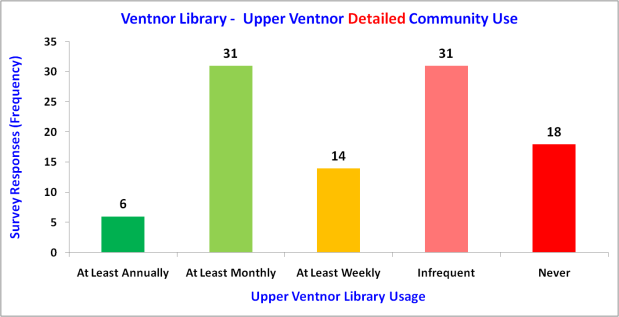 Ventnor Library - Upper Ventnor Detailed Community Use
Survey Responses (Frequency)
35
30
25
20
15
10
5
0
6
31
14
31
18
At Least Annually
At Least Monthly
At Least Weekly
Infrequent
Never
Upper Ventnor Library Usage